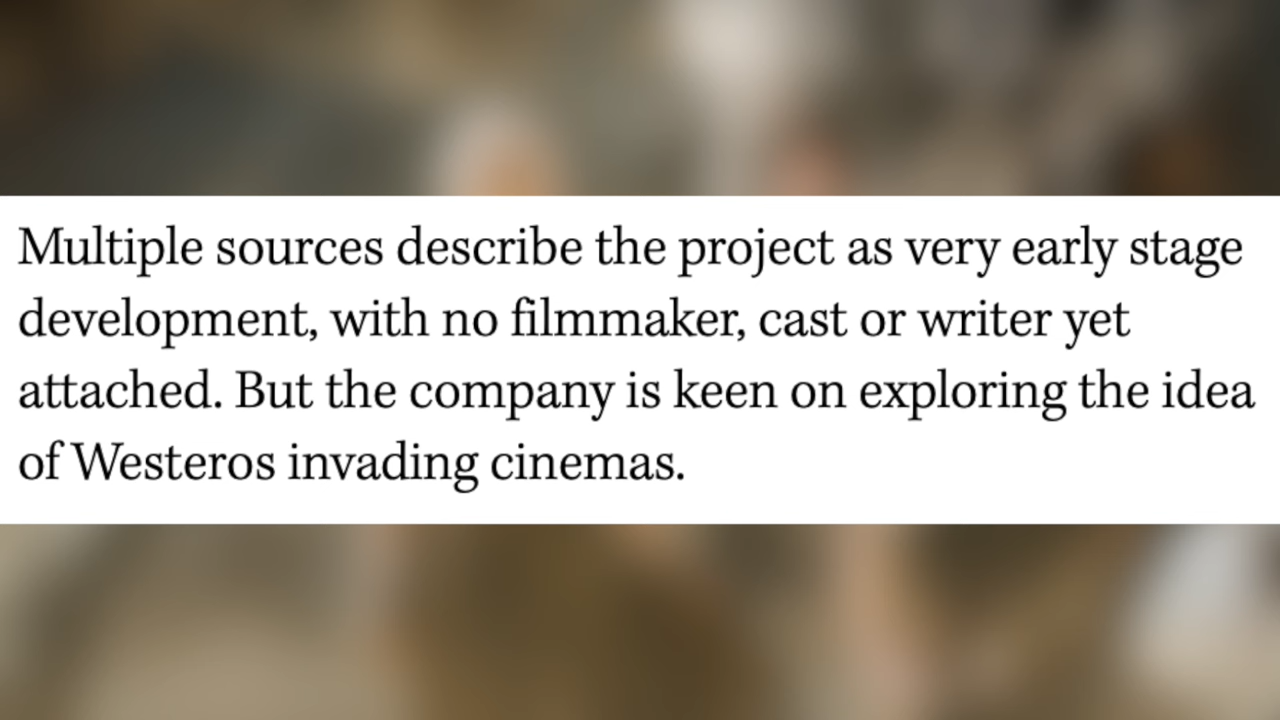 Multiple sources describe the project as very early stage
development, with no filmmaker, cast or writer yet
attached. But the company is keen on exploring the idea
of Westeros invading cinemas.